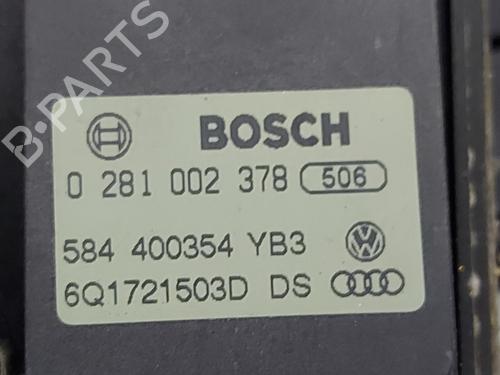 B-PARTS
BOSCH
0 281 002 378 506
584 400354 YB3
6Q1721503D DS